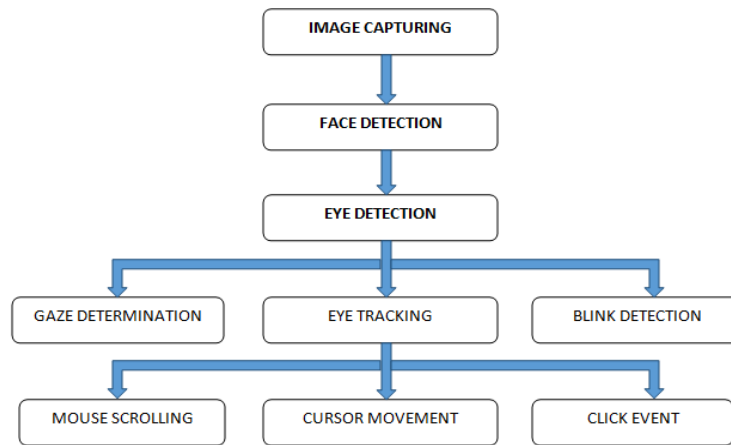 IMAGE CAPTURING
FACE DETECTION
EYE DETECTION
GAZE DETERMINATION
EYE TRACKING
BLINK DETECTION
MOUSE SCROLLING
CURSOR MOVEMENT
CLICK EVENT